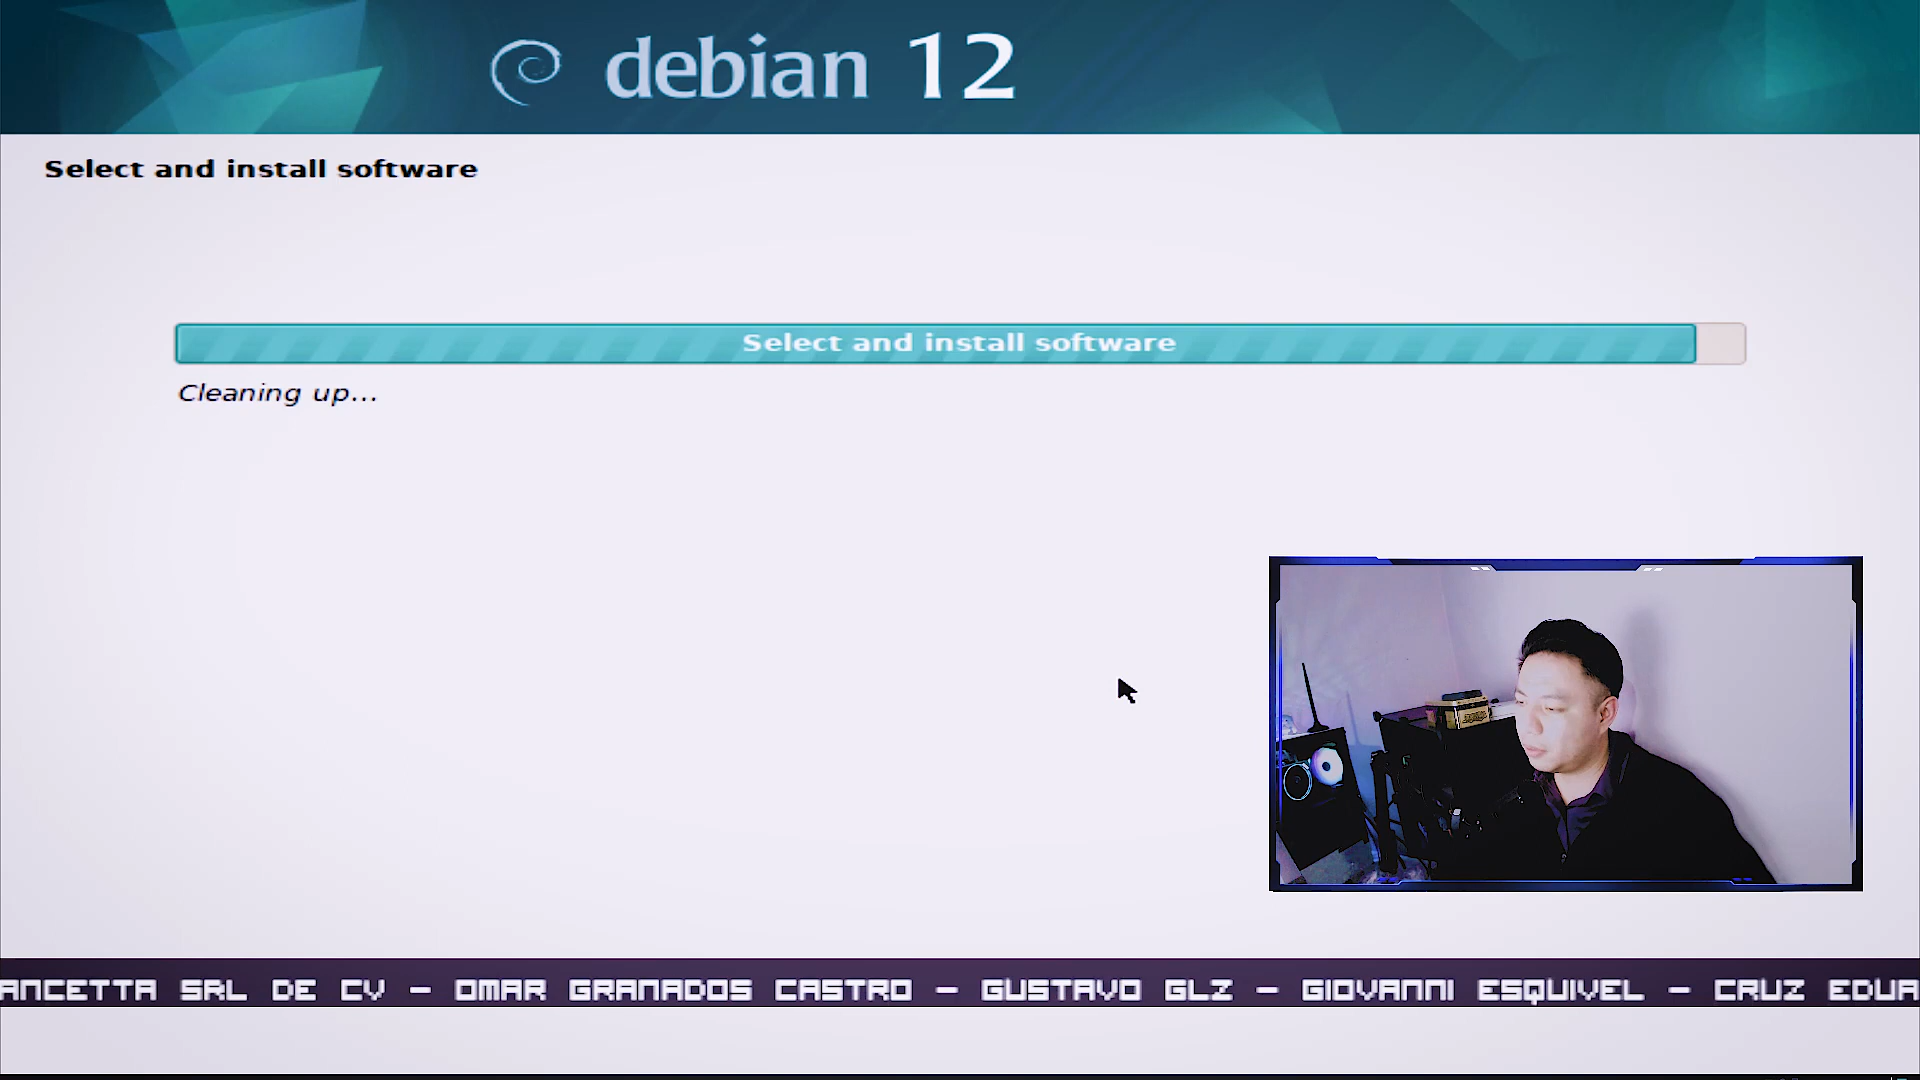 debian 12
Select and install software
Select and install software
Cleaning up...
ANCETTA SRL DE CV - OMAR GRANADOS CASTRO - GUSTAVO GLZ - GIOVANNI ESQUIVEL - CRUZ EDUA